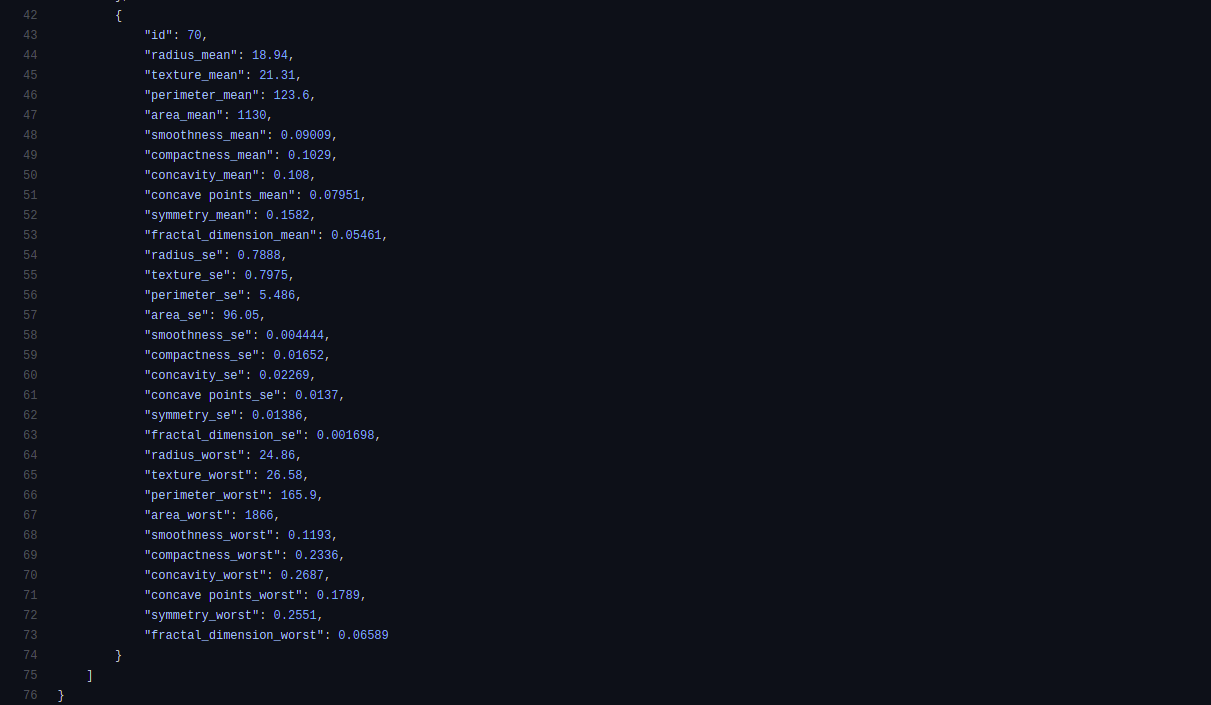 42 {
43 "id": 70,
44 "radius_mean": 18.94,
45 "texture_mean": 21.31,
46 "perimeter_mean": 123.6,
47 "area_mean": 1130,
48 "smoothness_mean": 0.09009,
49 "compactness_mean": 0.1029,
50 "concavity_mean": 0.108,
51 "concave points_mean": 0.07951,
52 "symmetry_mean": 0.1582,
53 "fractal_dimension_mean": 0.05461,
54 "radius_se": 0.7888,
55 "texture_se": 0.7975,
56 "perimeter_se": 5.486,
57 "area_se": 96.05,
58 "smoothness_se": 0.004444,
59 "compactness_se": 0.01652,
60 "concavity_se": 0.02269,
61 "concave points_se": 0.0137,
62 "symmetry_se": 0.01386,
63 "fractal_dimension_se": 0.001698,
64 "radius_worst": 24.86,
65 "texture_worst": 26.58,
66 "perimeter_worst": 165.9,
67 "area_worst": 1866,
68 "smoothness_worst": 0.1193,
69 "compactness_worst": 0.2336,
70 "concavity_worst": 0.2687,
71 "concave points_worst": 0.1789,
72 "symmetry_worst": 0.2551,
73 "fractal_dimension_worst": 0.06589
74 }
75 ]
76 }